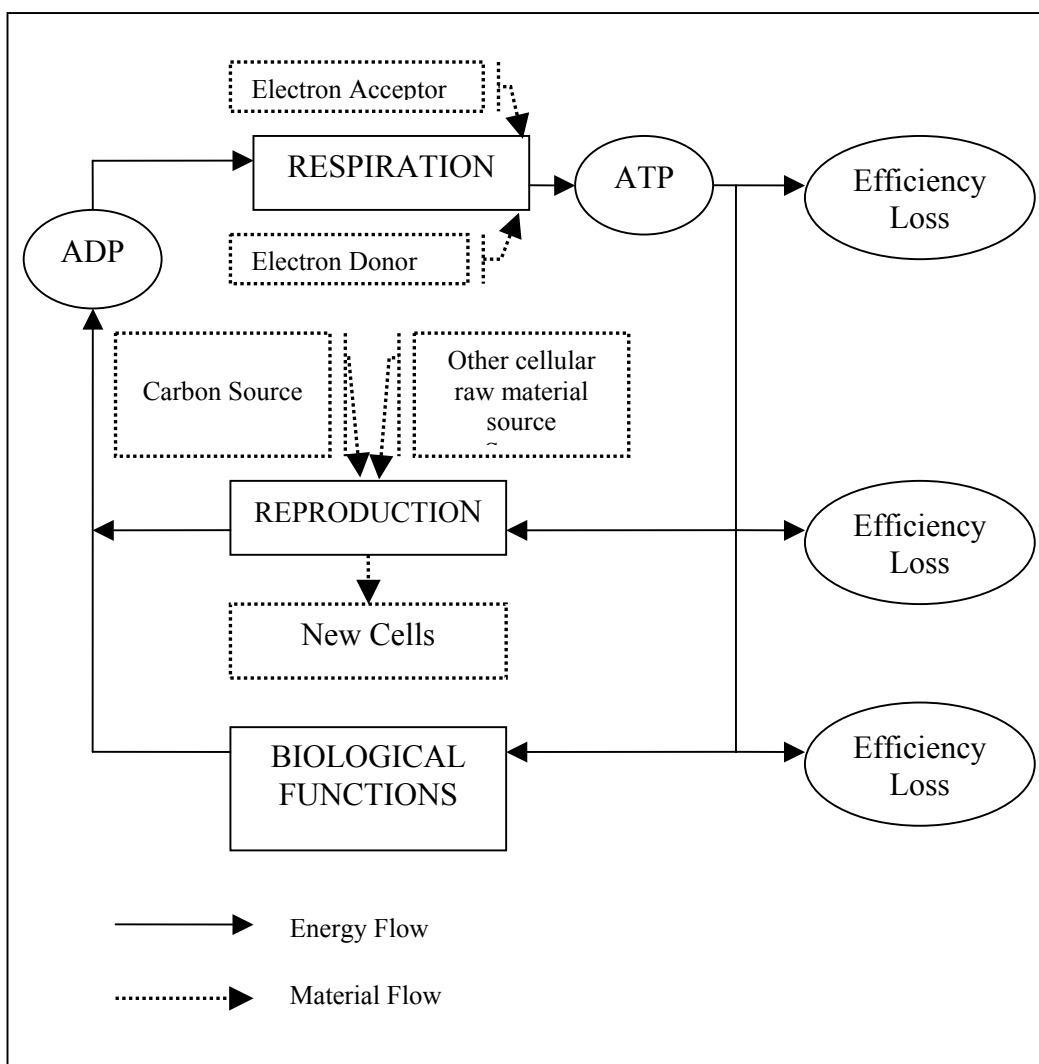 Electron Acceptor
RESPIRATION
ATP
Efficiency
Loss
ADP
Electron Donor
Carbon Source
Other cellular
raw material
source
REPRODUCTION
Efficiency
Loss
New Cells
BIOLOGICAL
FUNCTIONS
Efficiency
Loss
Energy Flow
Material Flow